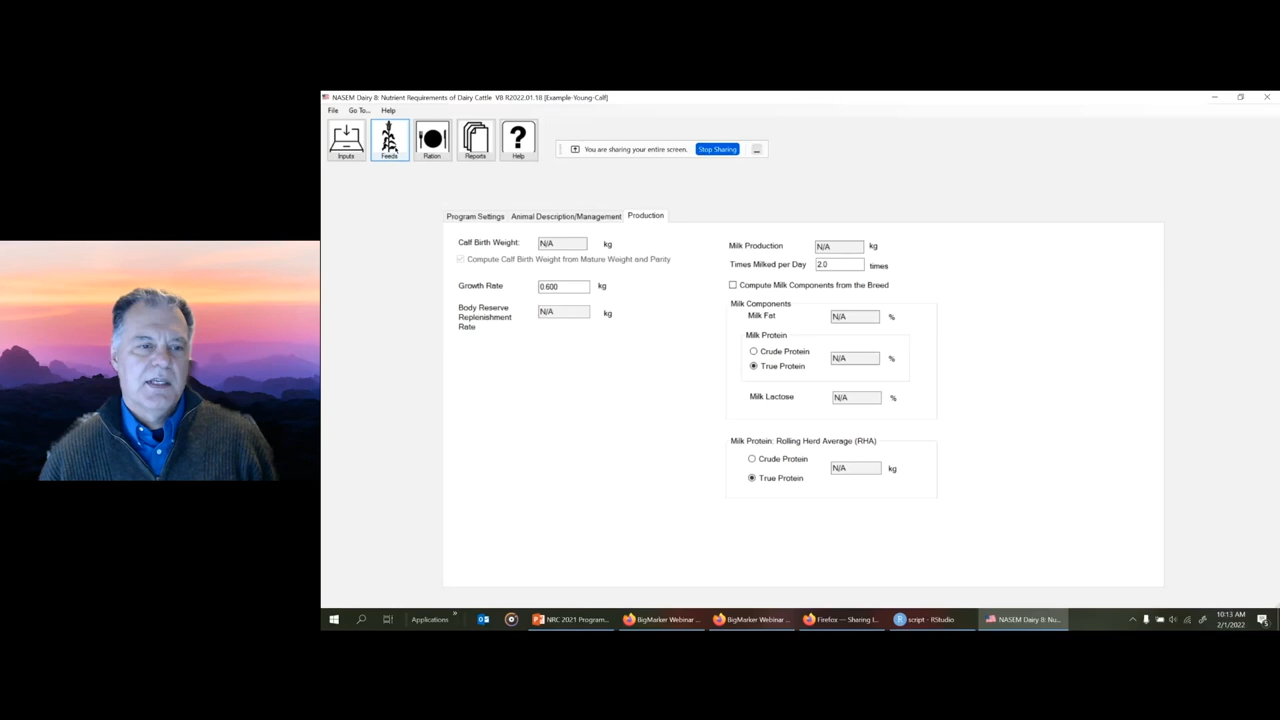 NASEM Dairy 8: Nutrient Requirements of Dairy Cattle V8 R2022.01.18 [Example-Young-Calf]
File Go To... Help
Inputs Feeds Ration Reports ? Help
You are sharing your entire screen. Stop Sharing
Program Settings Animal Description/Management Production
Calf Birth Weight: N/A kg
Compute Calf Birth Weight from Mature Weight and Parity
Growth Rate 0.600 kg
Body Reserve
Replenishment
Rate
N/A kg
Milk Production N/A kg
Times Milked per Day 2.0 times
Compute Milk Components from the Breed
Milk Components
Milk Fat N/A %
Milk Protein
Crude Protein
True Protein
N/A %
Milk Lactose N/A %
Milk Protein: Rolling Herd Average (RHA)
Crude Protein
True Protein
N/A kg
Applications » NRC 2021 Program... BigMarker Webinar ... BigMarker Webinar ... Firefox — Sharing I... script - RStudio NASEM Dairy 8: Nu...
10:13 AM
2/1/2022